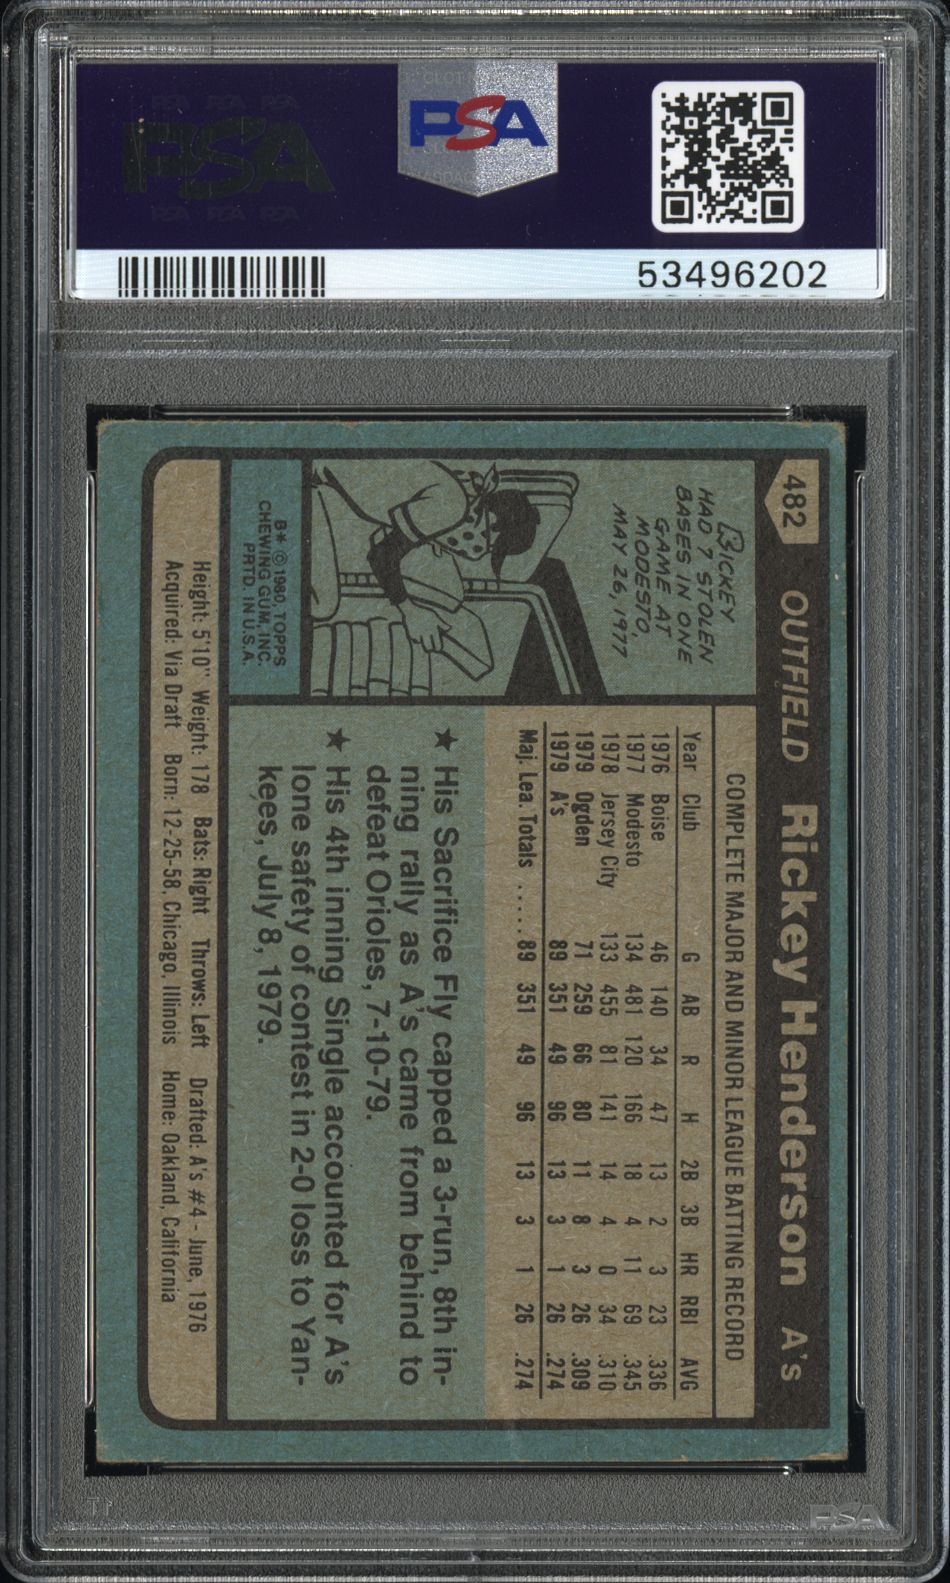 PSA
53496202
482 OUTFIELD Rickey Henderson A's
RICKEY
HAD 7 STOLEN
BASES IN ONE
GAME AT
MODESTO,
MAY 26, 1977
B* © 1980, TOPPS
CHEWING GUM, INC.
PRTD. IN U.S.A.
COMPLETE MAJOR AND MINOR LEAGUE BATTING RECORD
Year Club G AB R H 2B 3B HR RBI AVG
1976 Boise 46 140 34 47 13 2 3 23 .336
1977 Modesto 134 481 120 166 18 4 11 69 .345
1978 Jersey City 133 455 81 141 14 4 0 34 .310
1979 Ogden 71 259 66 80 11 8 3 26 .309
1979 A's 89 351 49 96 13 3 1 26 .274
Maj. Lea. Totals ..... 89 351 49 96 13 3 1 26 .274
★ His Sacrifice Fly capped a 3-run, 8th in-
ning rally as A's came from behind to
defeat Orioles, 7-10-79.
★ His 4th inning Single accounted for A's
lone safety of contest in 2-0 loss to Yan-
kees, July 8, 1979.
Height: 5'10" Weight: 178 Bats: Right Throws: Left Drafted: A's #4 - June, 1976
Acquired: Via Draft Born: 12-25-58, Chicago, Illinois Home: Oakland, California
PSA